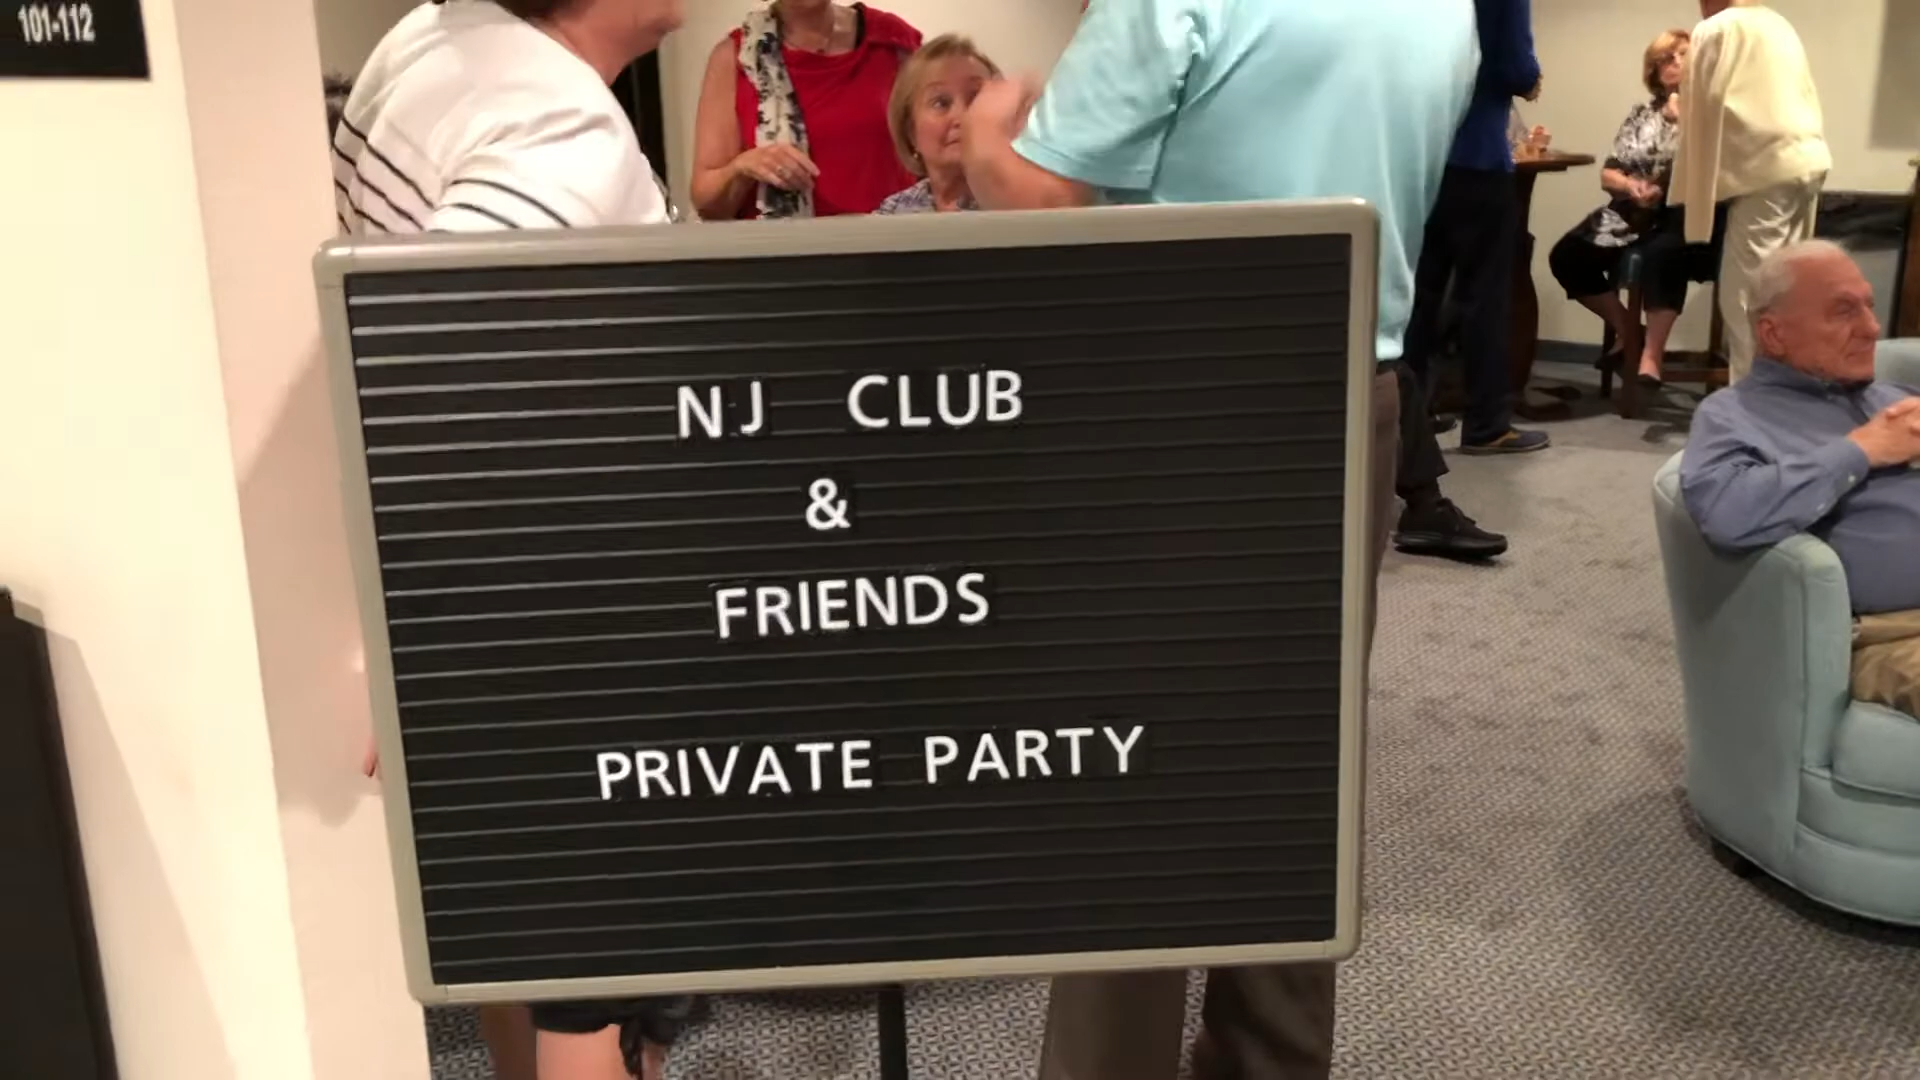 101-112
NJ CLUB
&
FRIENDS
PRIVATE PARTY